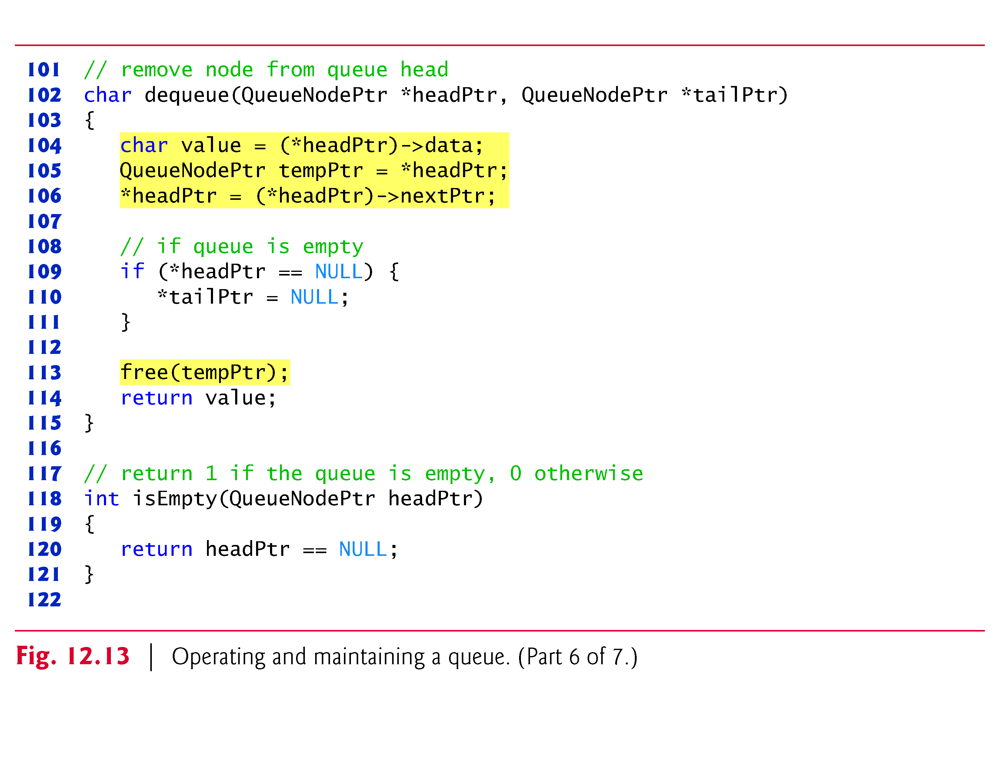 101 // remove node from queue head
102 char dequeue(QueueNodePtr *headPtr, QueueNodePtr *tailPtr)
103 {
104    char value = (*headPtr)->data;
105    QueueNodePtr tempPtr = *headPtr;
106    *headPtr = (*headPtr)->nextPtr;
107
108    // if queue is empty
109    if (*headPtr == NULL) {
110       *tailPtr = NULL;
111    }
112
113    free(tempPtr);
114    return value;
115 }
116
117 // return 1 if the queue is empty, 0 otherwise
118 int isEmpty(QueueNodePtr headPtr)
119 {
120    return headPtr == NULL;
121 }
122
Fig. 12.13 | Operating and maintaining a queue. (Part 6 of 7.)